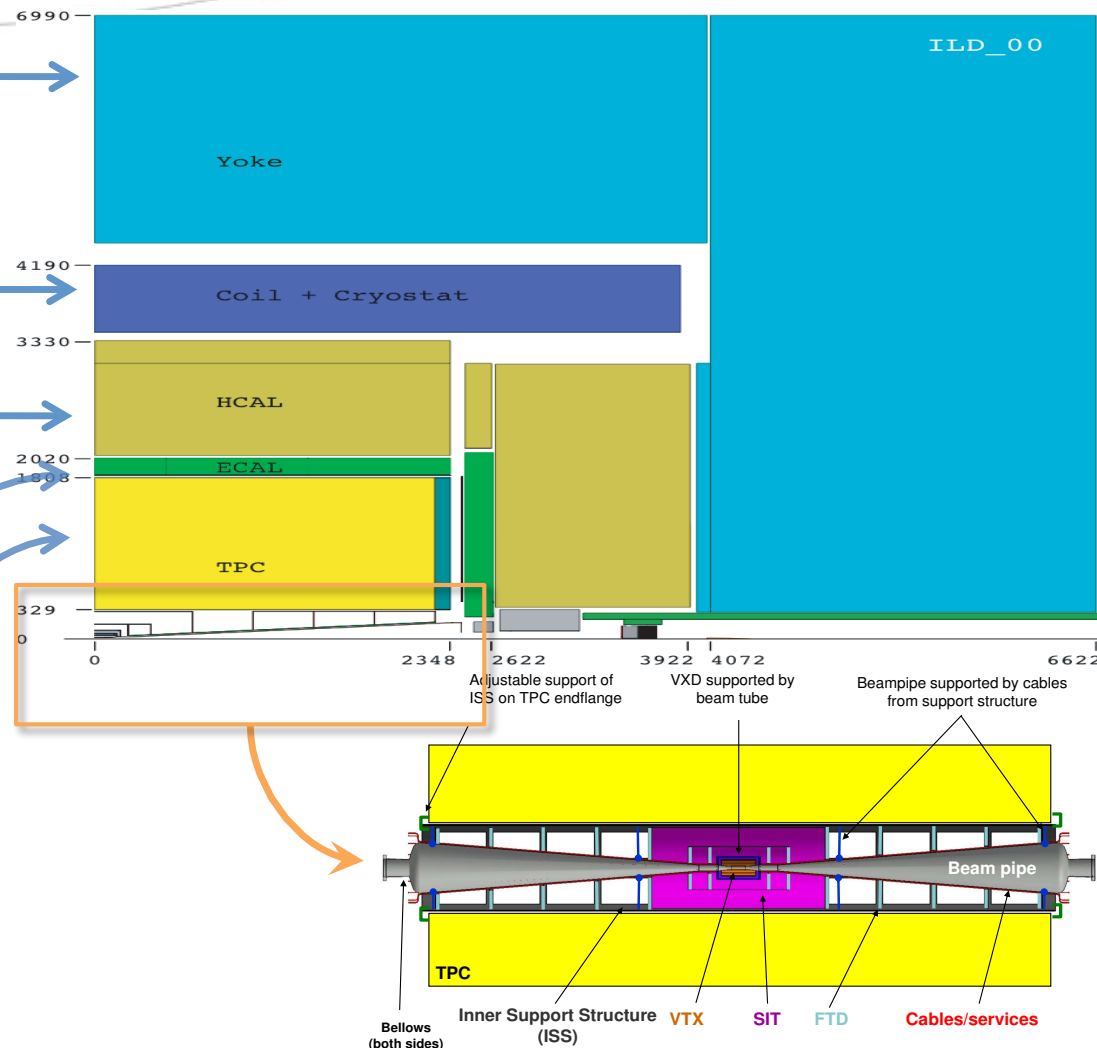 6990
ILD_00
Yoke
4190
Coil + Cryostat
3330
HCAL
2020
ECAL
1808
TPC
329
0
0
2348
2622
3922
4072
6622
Adjustable support of
ISS on TPC endflange
VXD supported by
beam tube
Beampipe supported by cables
from support structure
Beam pipe
TPC
Bellows
(both sides)
Inner Support Structure
(ISS)
VTX
SIT
FTD
Cables/services